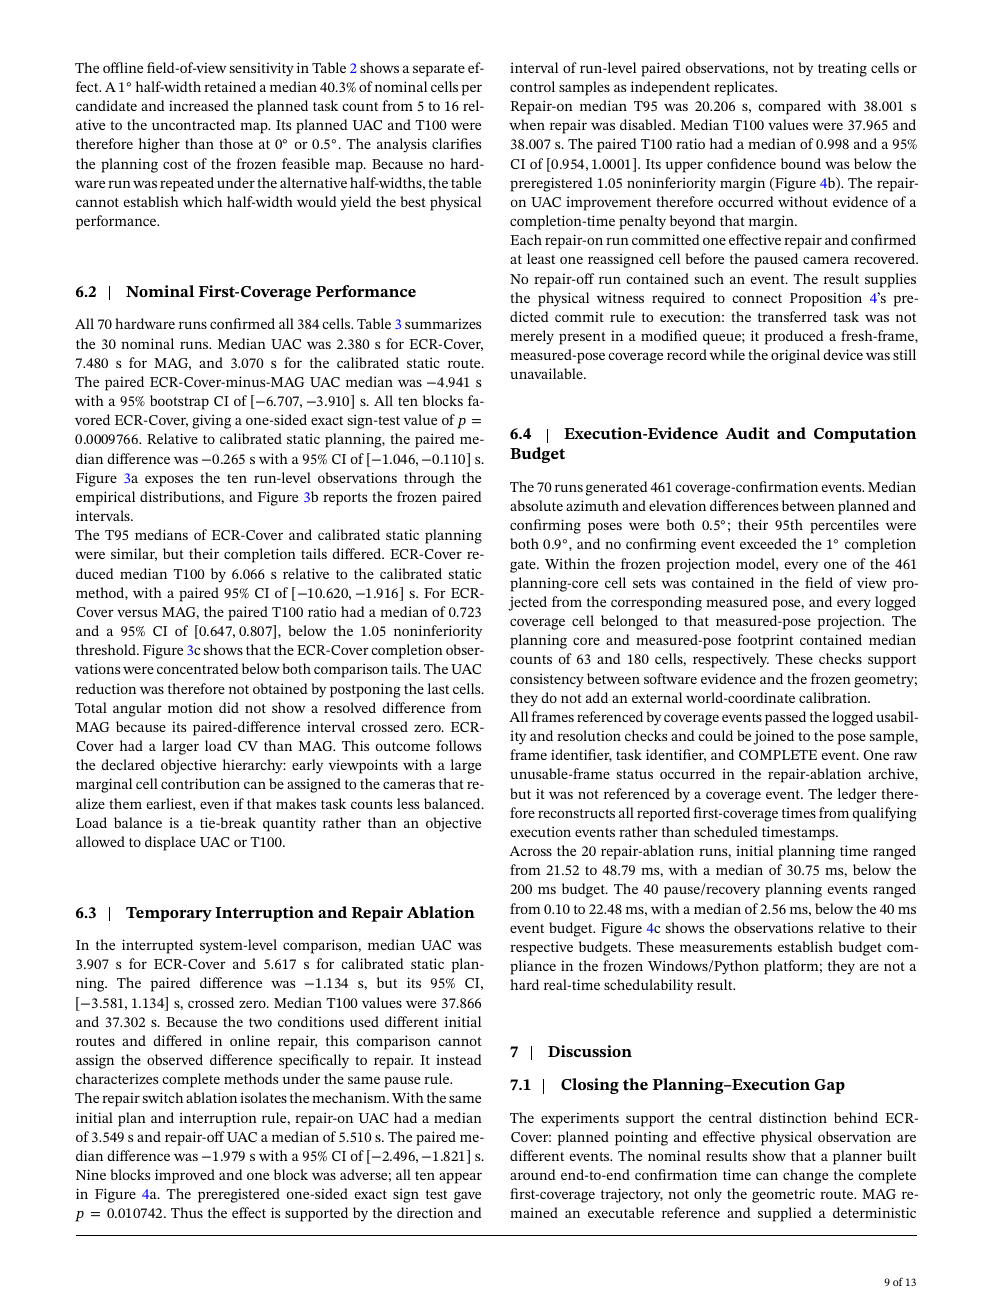 The offline field-of-view sensitivity in Table 2 shows a separate ef-
fect. A 1° half-width retained a median 40.3% of nominal cells per
candidate and increased the planned task count from 5 to 16 rel-
ative to the uncontracted map. Its planned UAC and T100 were
therefore higher than those at 0° or 0.5°. The analysis clarifies
the planning cost of the frozen feasible map. Because no hard-
ware run was repeated under the alternative half-widths, the table
cannot establish which half-width would yield the best physical
performance.
6.2 | Nominal First-Coverage Performance
All 70 hardware runs confirmed all 384 cells. Table 3 summarizes
the 30 nominal runs. Median UAC was 2.380 s for ECR-Cover,
7.480 s for MAG, and 3.070 s for the calibrated static route.
The paired ECR-Cover-minus-MAG UAC median was −4.941 s
with a 95% bootstrap CI of [−6.707, −3.910] s. All ten blocks fa-
vored ECR-Cover, giving a one-sided exact sign-test value of p =
0.0009766. Relative to calibrated static planning, the paired me-
dian difference was −0.265 s with a 95% CI of [−1.046, −0.110] s.
Figure 3a exposes the ten run-level observations through the
empirical distributions, and Figure 3b reports the frozen paired
intervals.
The T95 medians of ECR-Cover and calibrated static planning
were similar, but their completion tails differed. ECR-Cover re-
duced median T100 by 6.066 s relative to the calibrated static
method, with a paired 95% CI of [−10.620, −1.916] s. For ECR-
Cover versus MAG, the paired T100 ratio had a median of 0.723
and a 95% CI of [0.647, 0.807], below the 1.05 noninferiority
threshold. Figure 3c shows that the ECR-Cover completion obser-
vations were concentrated below both comparison tails. The UAC
reduction was therefore not obtained by postponing the last cells.
Total angular motion did not show a resolved difference from
MAG because its paired-difference interval crossed zero. ECR-
Cover had a larger load CV than MAG. This outcome follows
the declared objective hierarchy: early viewpoints with a large
marginal cell contribution can be assigned to the cameras that re-
alize them earliest, even if that makes task counts less balanced.
Load balance is a tie-break quantity rather than an objective
allowed to displace UAC or T100.
6.3 | Temporary Interruption and Repair Ablation
In the interrupted system-level comparison, median UAC was
3.907 s for ECR-Cover and 5.617 s for calibrated static plan-
ning. The paired difference was −1.134 s, but its 95% CI,
[−3.581, 1.134] s, crossed zero. Median T100 values were 37.866
and 37.302 s. Because the two conditions used different initial
routes and differed in online repair, this comparison cannot
assign the observed difference specifically to repair. It instead
characterizes complete methods under the same pause rule.
The repair switch ablation isolates the mechanism. With the same
initial plan and interruption rule, repair-on UAC had a median
of 3.549 s and repair-off UAC a median of 5.510 s. The paired me-
dian difference was −1.979 s with a 95% CI of [−2.496, −1.821] s.
Nine blocks improved and one block was adverse; all ten appear
in Figure 4a. The preregistered one-sided exact sign test gave
p = 0.010742. Thus the effect is supported by the direction and
interval of run-level paired observations, not by treating cells or
control samples as independent replicates.
Repair-on median T95 was 20.206 s, compared with 38.001 s
when repair was disabled. Median T100 values were 37.965 and
38.007 s. The paired T100 ratio had a median of 0.998 and a 95%
CI of [0.954, 1.0001]. Its upper confidence bound was below the
preregistered 1.05 noninferiority margin (Figure 4b). The repair-
on UAC improvement therefore occurred without evidence of a
completion-time penalty beyond that margin.
Each repair-on run committed one effective repair and confirmed
at least one reassigned cell before the paused camera recovered.
No repair-off run contained such an event. The result supplies
the physical witness required to connect Proposition 4's pre-
dicted commit rule to execution: the transferred task was not
merely present in a modified queue; it produced a fresh-frame,
measured-pose coverage record while the original device was still
unavailable.
6.4 | Execution-Evidence Audit and Computation
Budget
The 70 runs generated 461 coverage-confirmation events. Median
absolute azimuth and elevation differences between planned and
confirming poses were both 0.5°; their 95th percentiles were
both 0.9°, and no confirming event exceeded the 1° completion
gate. Within the frozen projection model, every one of the 461
planning-core cell sets was contained in the field of view pro-
jected from the corresponding measured pose, and every logged
coverage cell belonged to that measured-pose projection. The
planning core and measured-pose footprint contained median
counts of 63 and 180 cells, respectively. These checks support
consistency between software evidence and the frozen geometry;
they do not add an external world-coordinate calibration.
All frames referenced by coverage events passed the logged usabil-
ity and resolution checks and could be joined to the pose sample,
frame identifier, task identifier, and COMPLETE event. One raw
unusable-frame status occurred in the repair-ablation archive,
but it was not referenced by a coverage event. The ledger there-
fore reconstructs all reported first-coverage times from qualifying
execution events rather than scheduled timestamps.
Across the 20 repair-ablation runs, initial planning time ranged
from 21.52 to 48.79 ms, with a median of 30.75 ms, below the
200 ms budget. The 40 pause/recovery planning events ranged
from 0.10 to 22.48 ms, with a median of 2.56 ms, below the 40 ms
event budget. Figure 4c shows the observations relative to their
respective budgets. These measurements establish budget com-
pliance in the frozen Windows/Python platform; they are not a
hard real-time schedulability result.
7 | Discussion
7.1 | Closing the Planning–Execution Gap
The experiments support the central distinction behind ECR-
Cover: planned pointing and effective physical observation are
different events. The nominal results show that a planner built
around end-to-end confirmation time can change the complete
first-coverage trajectory, not only the geometric route. MAG re-
mained an executable reference and supplied a deterministic
9 of 13